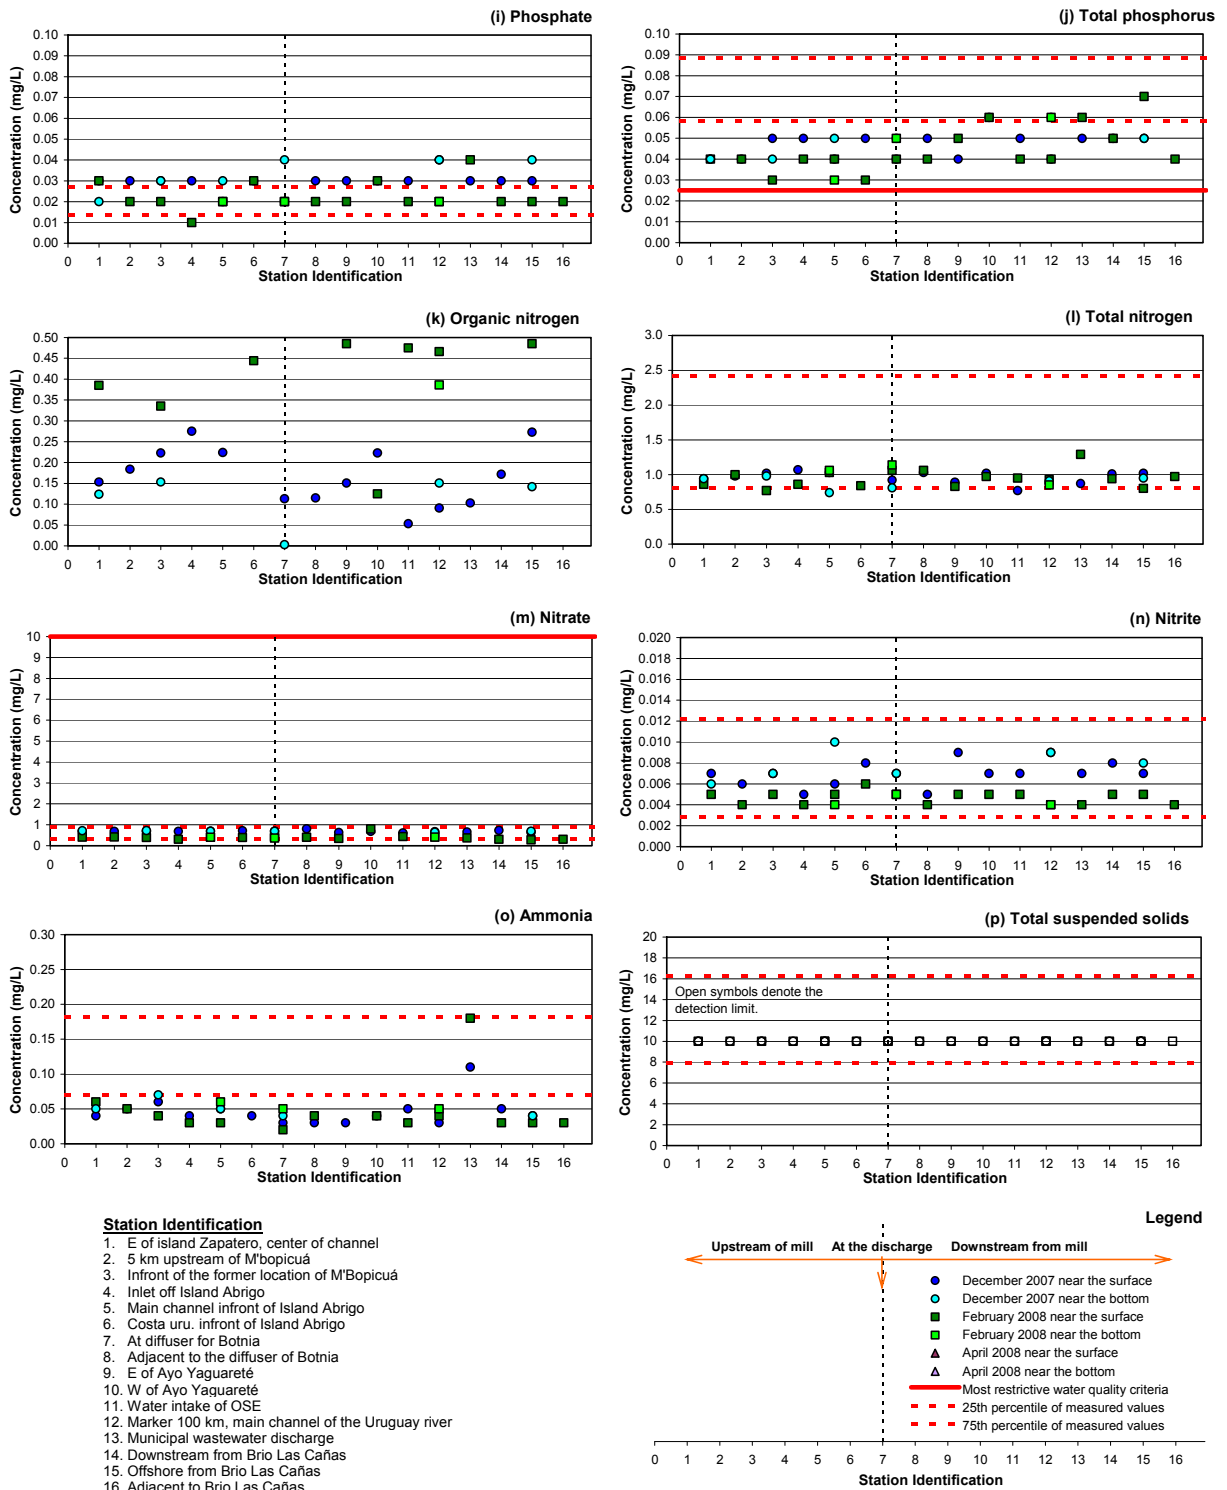 (i) Phosphate
Concentration (mg/L)
0.10
0.09
0.08
0.07
0.06
0.05
0.04
0.03
0.02
0.01
0.00
0 1 2 3 4 5 6 7 8 9 10 11 12 13 14 15 16
Station Identification
(j) Total phosphorus
Concentration (mg/L)
0.10
0.09
0.08
0.07
0.06
0.05
0.04
0.03
0.02
0.01
0.00
0 1 2 3 4 5 6 7 8 9 10 11 12 13 14 15 16
Station Identification
(k) Organic nitrogen
Concentration (mg/L)
0.50
0.45
0.40
0.35
0.30
0.25
0.20
0.15
0.10
0.05
0.00
0 1 2 3 4 5 6 7 8 9 10 11 12 13 14 15 16
Station Identification
(l) Total nitrogen
Concentration (mg/L)
3.0
2.5
2.0
1.5
1.0
0.5
0.0
0 1 2 3 4 5 6 7 8 9 10 11 12 13 14 15 16
Station Identification
(m) Nitrate
Concentration (mg/L)
10
9
8
7
6
5
4
3
2
1
0
0 1 2 3 4 5 6 7 8 9 10 11 12 13 14 15 16
Station Identification
(n) Nitrite
Concentration (mg/L)
0.020
0.018
0.016
0.014
0.012
0.010
0.008
0.006
0.004
0.002
0.000
0 1 2 3 4 5 6 7 8 9 10 11 12 13 14 15 16
Station Identification
(o) Ammonia
Concentration (mg/L)
0.30
0.25
0.20
0.15
0.10
0.05
0.00
0 1 2 3 4 5 6 7 8 9 10 11 12 13 14 15 16
Station Identification
(p) Total suspended solids
Concentration (mg/L)
20
18
16
14
12
10
8
6
4
2
0
Open symbols denote the
detection limit.
0 1 2 3 4 5 6 7 8 9 10 11 12 13 14 15 16
Station Identification
Station Identification
1. E of island Zapatero, center of channel
2. 5 km upstream of M'bopicuá
3. Infront of the former location of M'Bopicuá
4. Inlet off Island Abrigo
5. Main channel infront of Island Abrigo
6. Costa uru. infront of Island Abrigo
7. At diffuser for Botnia
8. Adjacent to the diffuser of Botnia
9. E of Ayo Yaguareté
10. W of Ayo Yaguareté
11. Water intake of OSE
12. Marker 100 km, main channel of the Uruguay river
13. Municipal wastewater discharge
14. Downstream from Brio Las Cañas
15. Offshore from Brio Las Cañas
16. Adjacent to Brio Las Cañas
Legend
Upstream of mill At the discharge Downstream from mill
December 2007 near the surface
December 2007 near the bottom
February 2008 near the surface
February 2008 near the bottom
April 2008 near the surface
April 2008 near the bottom
Most restrictive water quality criteria
25th percentile of measured values
75th percentile of measured values
0 1 2 3 4 5 6 7 8 9 10 11 12 13 14 15 16
Station Identification